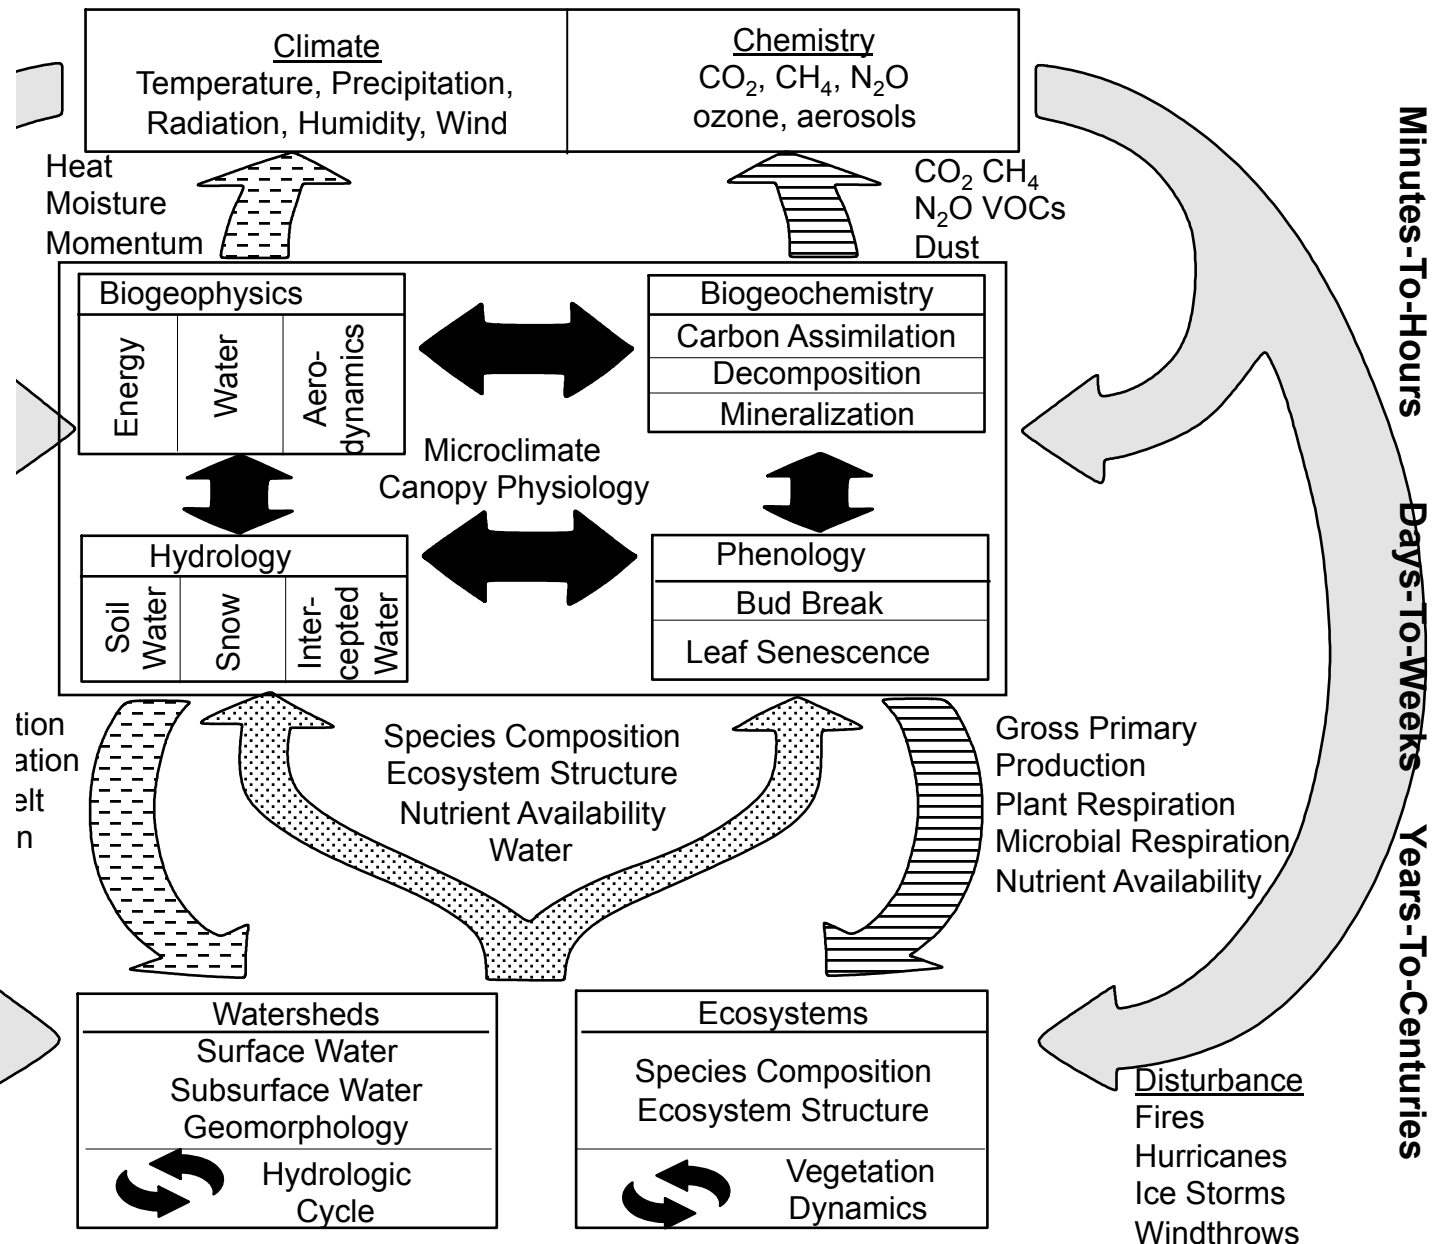 Climate
Temperature, Precipitation,
Radiation, Humidity, Wind
Chemistry
CO₂, CH₄, N₂O
ozone, aerosols
Heat
Moisture
Momentum
CO₂ CH₄
N₂O VOCs
Dust
Minutes-To-Hours
Biogeophysics
Energy
Water
Aero-
dynamics
Biogeochemistry
Carbon Assimilation
Decomposition
Mineralization
Microclimate
Canopy Physiology
Hydrology
Soil
Water
Snow
Inter-
cepted
Water
Phenology
Bud Break
Leaf Senescence
Days-To-Weeks
tion
ation
elt
n
Species Composition
Ecosystem Structure
Nutrient Availability
Water
Gross Primary
Production
Plant Respiration
Microbial Respiration
Nutrient Availability
Years-To-Centuries
Watersheds
Surface Water
Subsurface Water
Geomorphology
Hydrologic
Cycle
Ecosystems
Species Composition
Ecosystem Structure
Vegetation
Dynamics
Disturbance
Fires
Hurricanes
Ice Storms
Windthrows